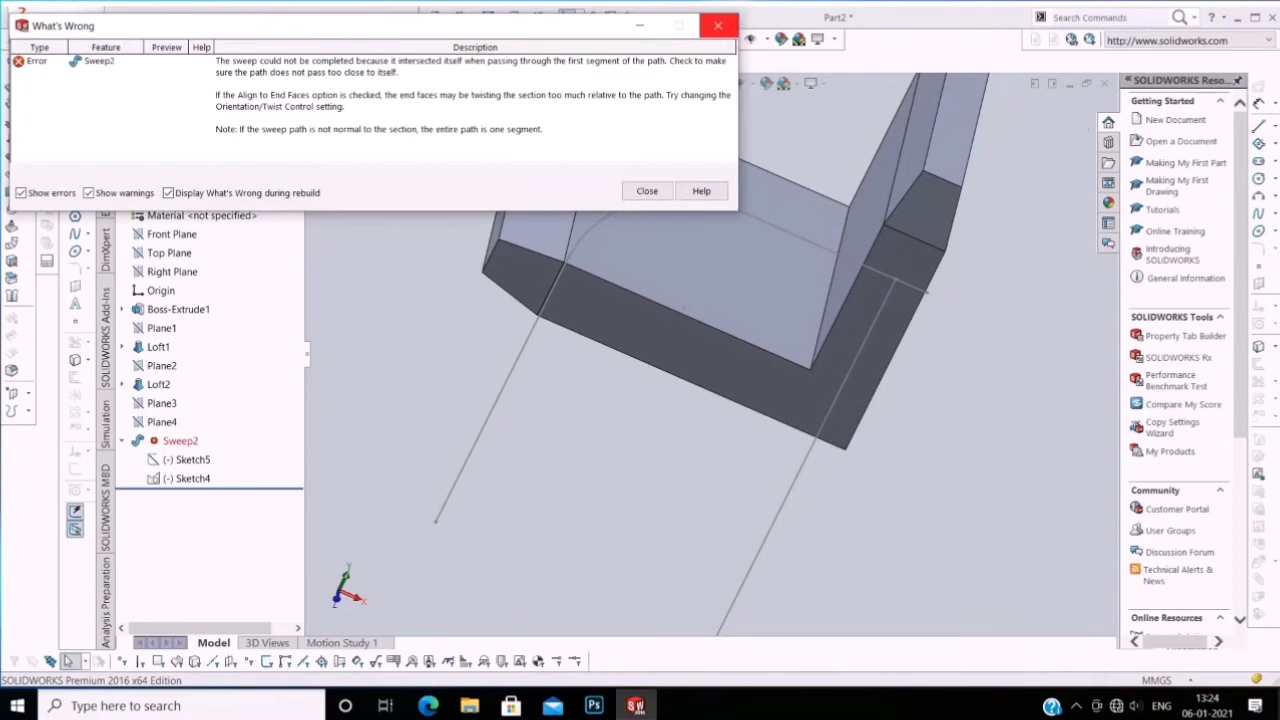 What's Wrong
Part2 *
Search Commands
Type Feature Preview Help Description
Error Sweep2 The sweep could not be completed because it intersected itself when passing through the first segment of the path. Check to make
sure the path does not pass too close to itself.
If the Align to End Faces option is checked, the end faces may be twisting the section too much relative to the path. Try changing the
Orientation/Twist Control setting.
Note: If the sweep path is not normal to the section, the entire path is one segment.
Show errors Show warnings Display What's Wrong during rebuild
Close Help
http://www.solidworks.com
SOLIDWORKS Reso...
Getting Started
New Document
Open a Document
Making My First Part
Making My First
Drawing
Tutorials
Online Training
Introducing
SOLIDWORKS
General Information
SOLIDWORKS Tools
Property Tab Builder
SOLIDWORKS Rx
Performance
Benchmark Test
Compare My Score
Copy Settings
Wizard
My Products
Community
Customer Portal
User Groups
Discussion Forum
Technical Alerts &
News
Online Resources
DimXpert
SOLIDWORKS Add-Ins
Simulation
SOLIDWORKS MBD
Analysis Preparation
Material <not specified>
Front Plane
Top Plane
Right Plane
Origin
Boss-Extrude1
Plane1
Loft1
Plane2
Loft2
Plane3
Plane4
Sweep2
(-) Sketch5
(-) Sketch4
Y
X
Z
Model 3D Views Motion Study 1
SOLIDWORKS Premium 2016 x64 Edition
MMGS
Type here to search
Ps
SW
ENG
13:24
06-01-2021